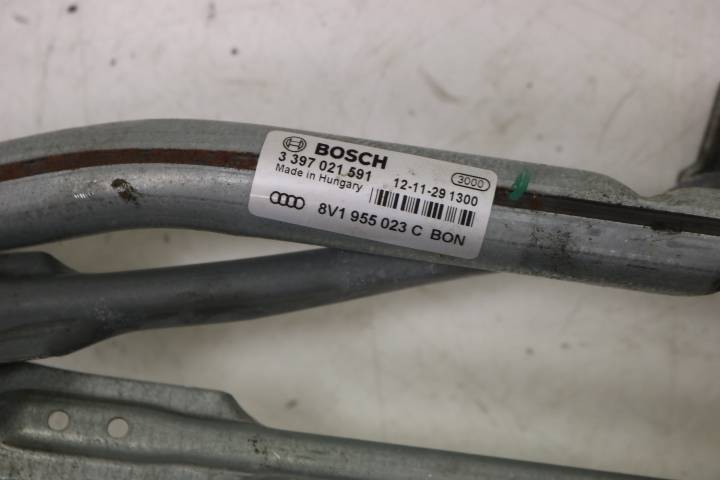 BOSCH
3 397 021 591
3000
Made in Hungary
12-11-29 1300
8V1 955 023 C BON